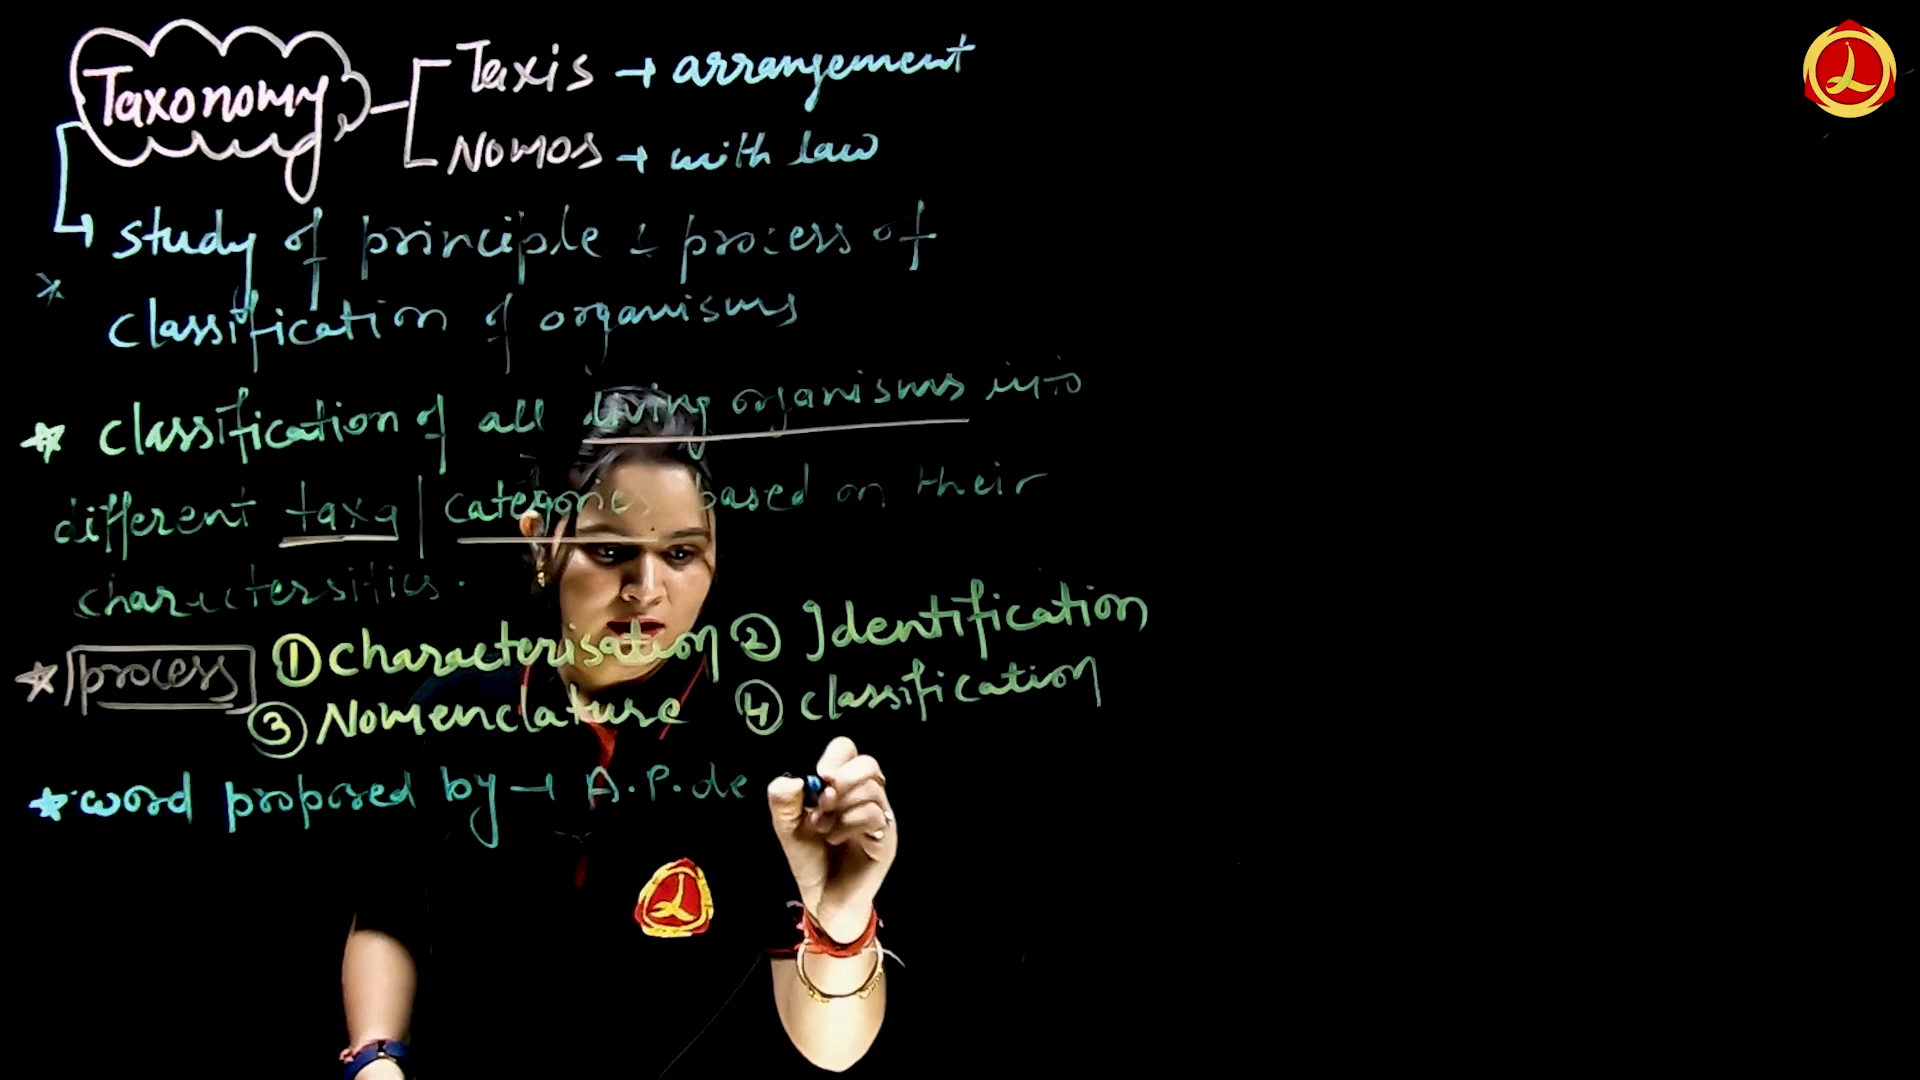 Taxonomy
Taxis → arrangement
Nomos → with law
study of principle & process of
classification of organisms
* classification of all living organisms into
different taxa | categories based on their
charactersitics.
* process ① characterisation ② Identification
③ Nomenclature ④ classification
* word proposed by → A.P. de